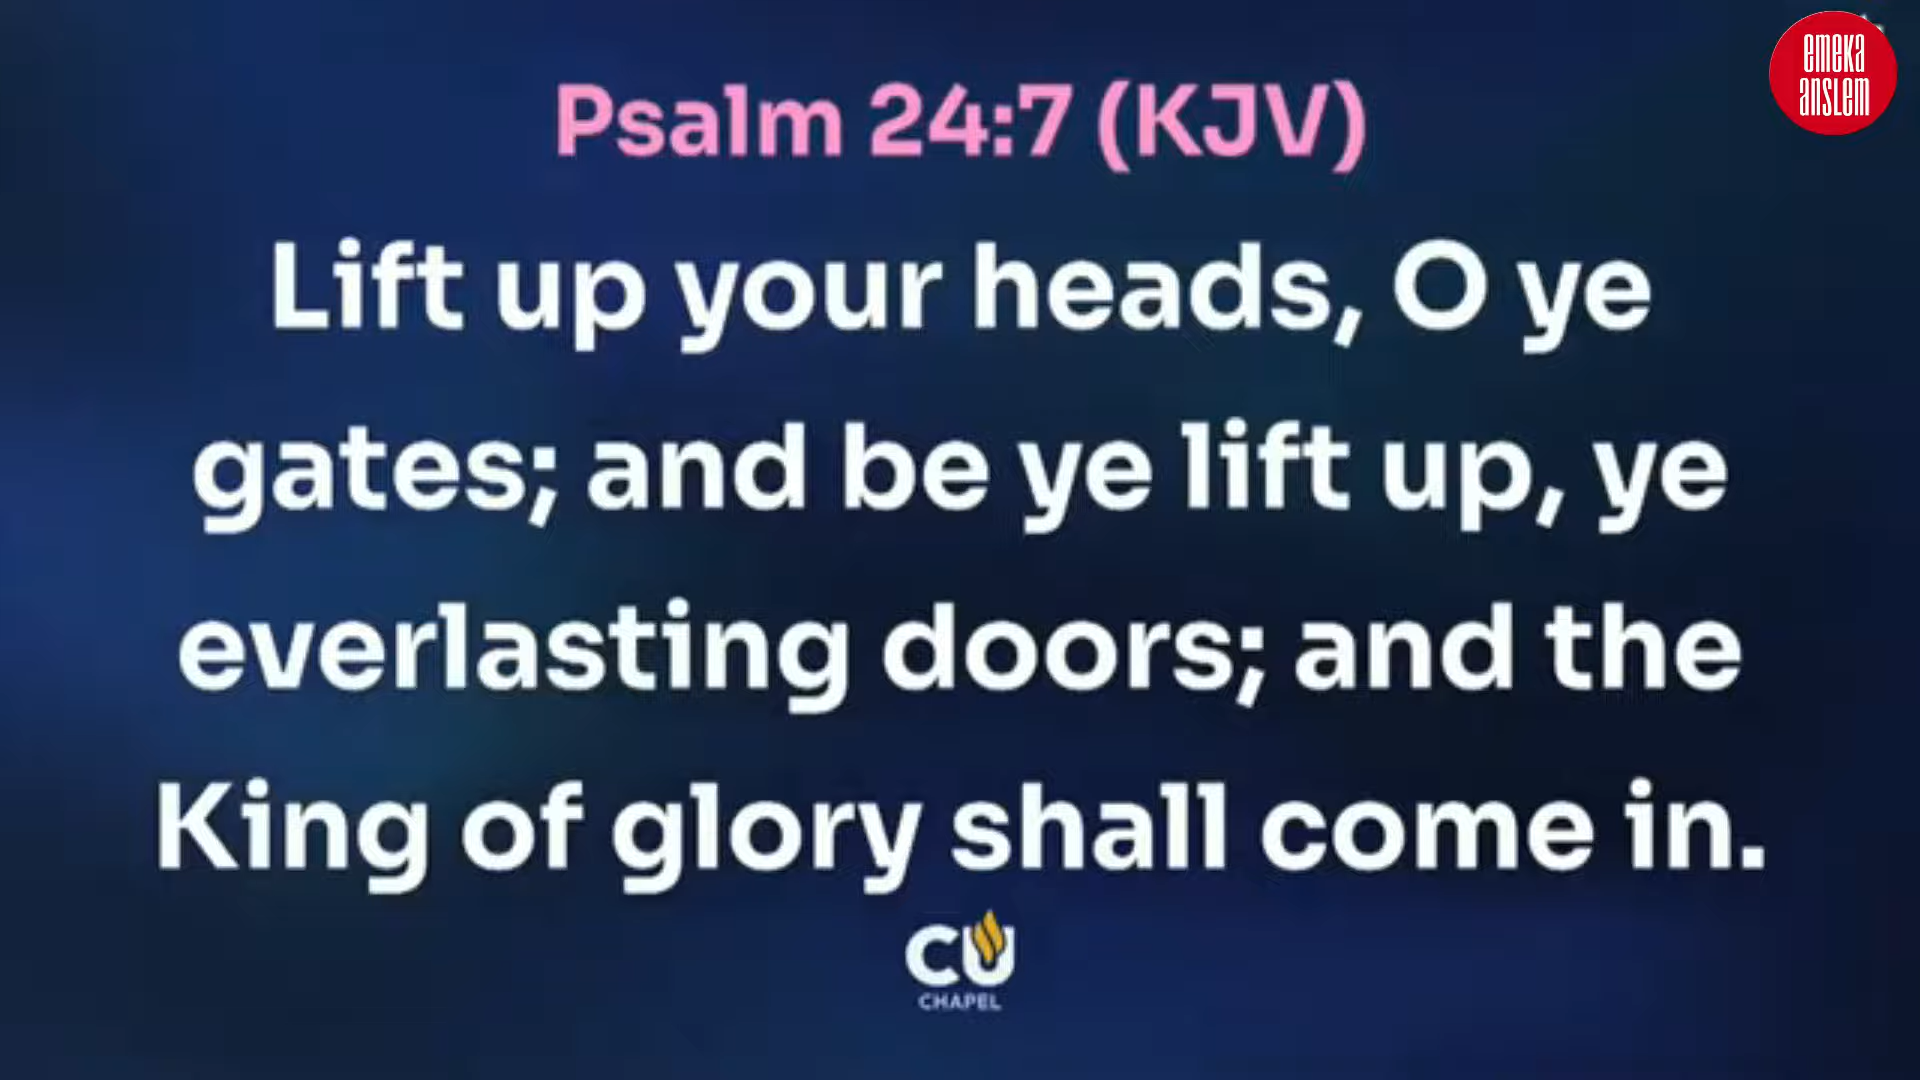 emeka
anslem
Psalm 24:7 (KJV)
Lift up your heads, O ye
gates; and be ye lift up, ye
everlasting doors; and the
King of glory shall come in.
CU
CHAPEL